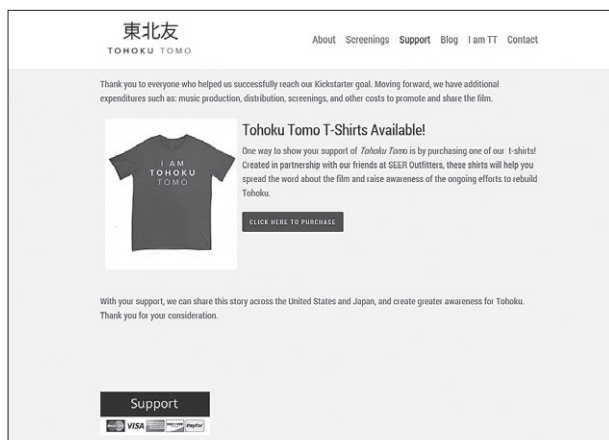 東北友
TOHOKU TOMO
About Screenings Support Blog I am TT Contact
Thank you to everyone who helped us successfully reach our Kickstarter goal. Moving forward, we have additional
expenditures such as: music production, distribution, screenings, and other costs to promote and share the film.
I AM
TOHOKU
TOMO
Tohoku Tomo T-Shirts Available!
One way to show your support of Tohoku Tomo is by purchasing one of our t-shirts!
Created in partnership with our friends at SEER Outfitters, these shirts will help you
spread the word about the film and raise awareness of the ongoing efforts to rebuild
Tohoku.
CLICK HERE TO PURCHASE
With your support, we can share this story across the United States and Japan, and create greater awareness for Tohoku.
Thank you for your consideration.
Support
VISA PayPal